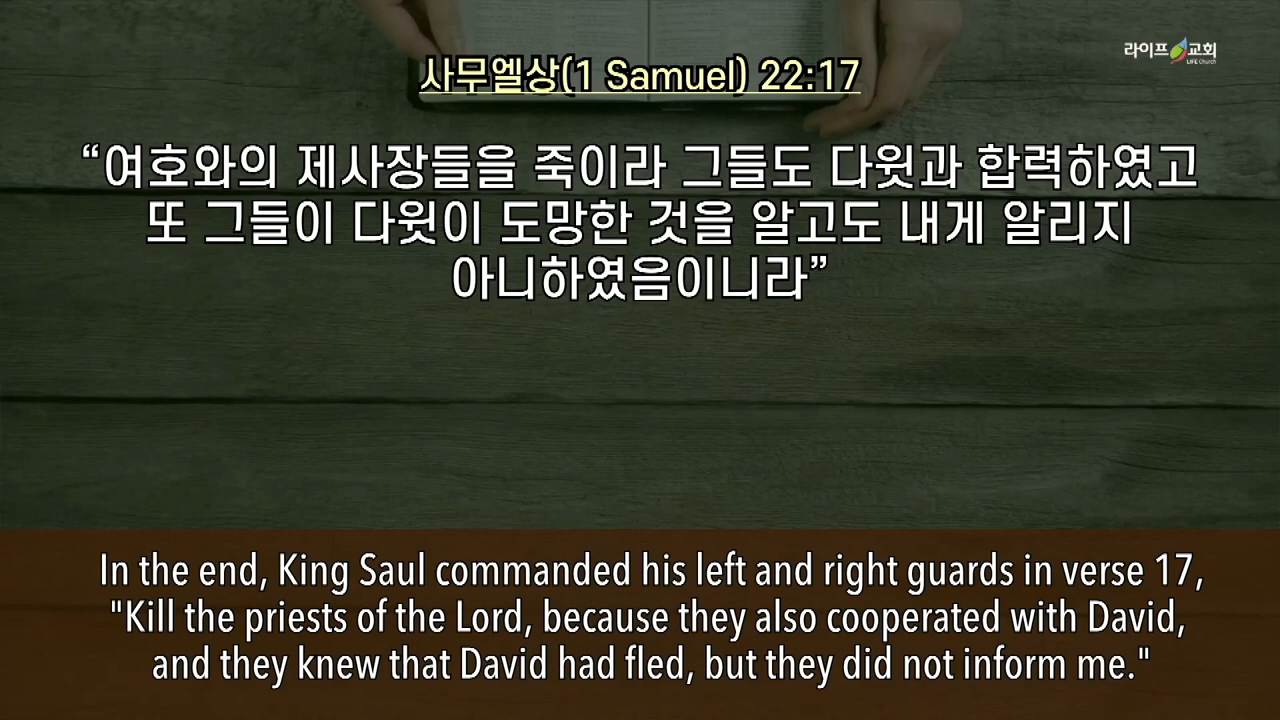 라이프 교회
LIFE Church
사무엘상(1 Samuel) 22:17
“여호와의 제사장들을 죽이라 그들도 다윗과 합력하였고
또 그들이 다윗이 도망한 것을 알고도 내게 알리지
아니하였음이니라”
In the end, King Saul commanded his left and right guards in verse 17,
"Kill the priests of the Lord, because they also cooperated with David,
and they knew that David had fled, but they did not inform me."